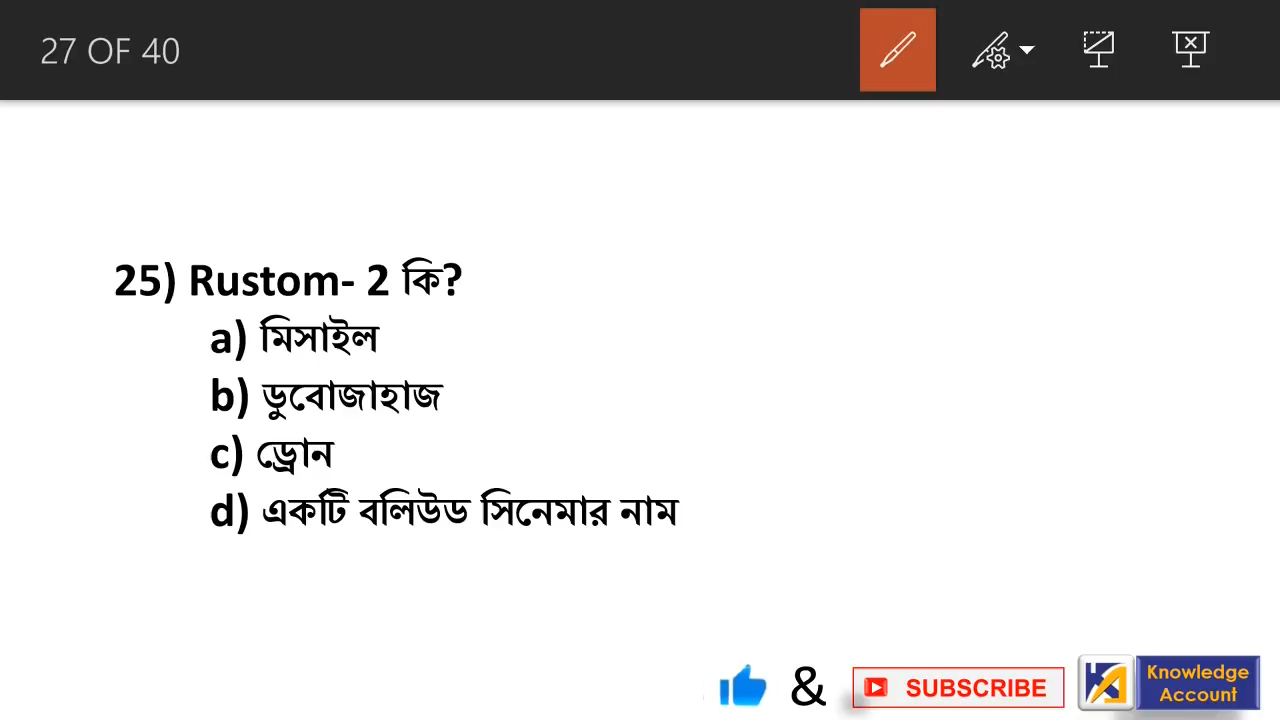 27 OF 40
25) Rustom- 2 কি?
a) মিসাইল
b) ডুবোজাহাজ
c) ড্রোন
d) একটি বলিউড সিনেমার নাম
& SUBSCRIBE
Knowledge
Account